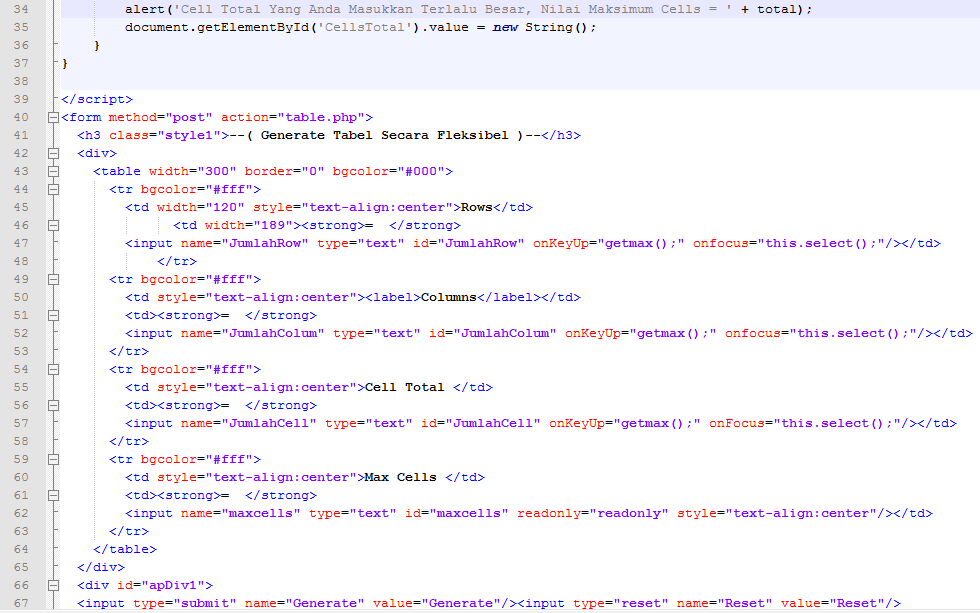 34 alert('Cell Total Yang Anda Masukkan Terlalu Besar, Nilai Maksimum Cells = ' + total);
35 document.getElementById('CellsTotal').value = new String();
36 }
37 }
38
39 </script>
40 <form method="post" action="table.php">
41 <h3 class="style1">--( Generate Tabel Secara Fleksibel )--</h3>
42 <div>
43 <table width="300" border="0" bgcolor="#000">
44 <tr bgcolor="#fff">
45 <td width="120" style="text-align:center">Rows</td>
46 <td width="189"><strong>=  </strong>
47 <input name="JumlahRow" type="text" id="JumlahRow" onKeyUp="getmax();" onfocus="this.select();"/></td>
48 </tr>
49 <tr bgcolor="#fff">
50 <td style="text-align:center"><label>Columns</label></td>
51 <td><strong>=  </strong>
52 <input name="JumlahColum" type="text" id="JumlahColum" onKeyUp="getmax();" onfocus="this.select();"/></td>
53 </tr>
54 <tr bgcolor="#fff">
55 <td style="text-align:center">Cell Total </td>
56 <td><strong>=  </strong>
57 <input name="JumlahCell" type="text" id="JumlahCell" onKeyUp="getmax();" onFocus="this.select();"/></td>
58 </tr>
59 <tr bgcolor="#fff">
60 <td style="text-align:center">Max Cells </td>
61 <td><strong>=  </strong>
62 <input name="maxcells" type="text" id="maxcells" readonly="readonly" style="text-align:center"/></td>
63 </tr>
64 </table>
65 </div>
66 <div id="apDiv1">
67 <input type="submit" name="Generate" value="Generate"/><input type="reset" name="Reset" value="Reset"/>